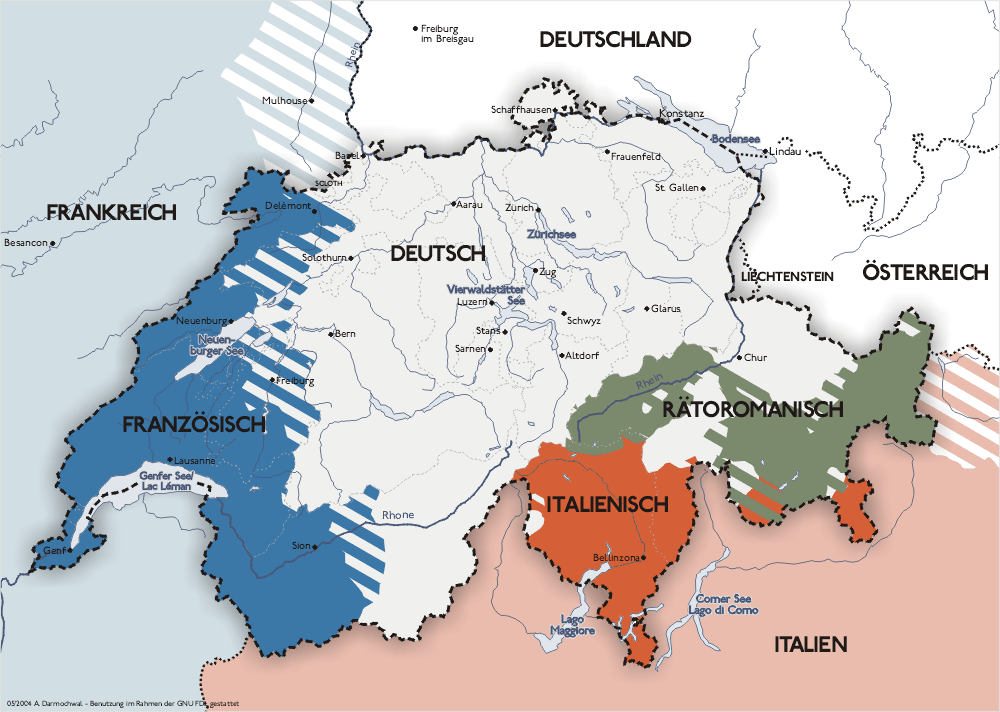 Freiburg
im Breisgau
DEUTSCHLAND
Rhein
Mulhouse
Schaffhausen
Konstanz
Bodensee
Lindau
Basel
Frauenfeld
SOLOTH
St. Gallen
FRANKREICH
Delémont
Aarau
Zürich
Zürichsee
Besancon
Solothurn
DEUTSCH
Zug
LIECHTENSTEIN
ÖSTERREICH
Vierwaldstätter
See
Luzern
Glarus
Schwyz
Neuenburg
Neuen-
burger See
Bern
Stans
Sarnen
Altdorf
Chur
Freiburg
Rhein
RÄTOROMANISCH
FRANZÖSISCH
Lausanne
Genfer See/
Lac Léman
ITALIENISCH
Rhone
Genf
Sion
Bellinzona
Comer See
Lago di Como
Lago
Maggiore
ITALIEN
05/2004 A. Darmochwal. - Benutzung im Rahmen der GNU FDL gestattet